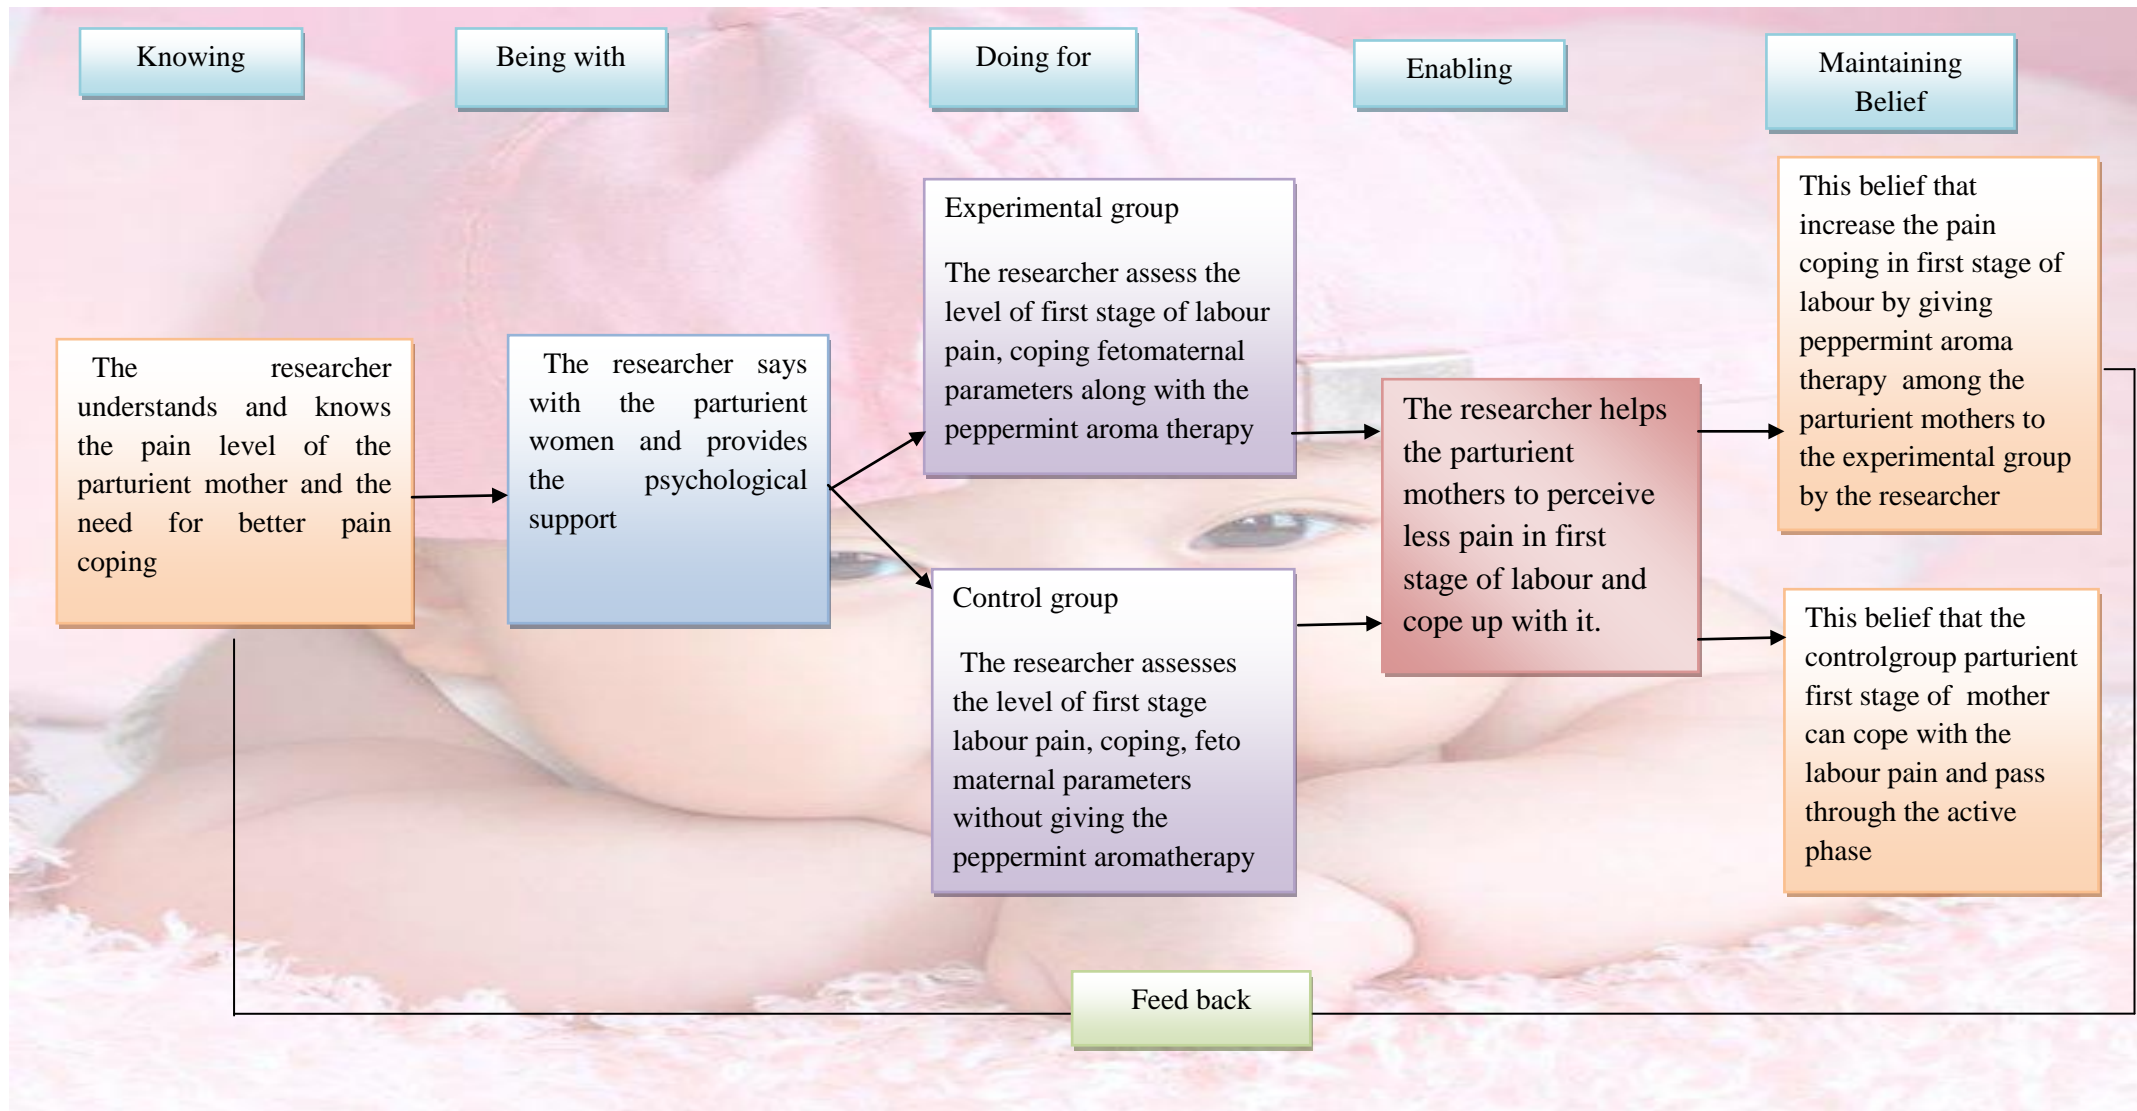 Knowing
Being with
Doing for
Enabling
Maintaining
Belief
The researcher
understands and knows
the pain level of the
parturient mother and the
need for better pain
coping
The researcher says
with the parturient
women and provides
the psychological
support
Experimental group
The researcher assess the
level of first stage of labour
pain, coping fetomaternal
parameters along with the
peppermint aroma therapy
Control group
The researcher assesses
the level of first stage
labour pain, coping, feto
maternal parameters
without giving the
peppermint aromatherapy
The researcher helps
the parturient
mothers to perceive
less pain in first
stage of labour and
cope up with it.
This belief that
increase the pain
coping in first stage of
labour by giving
peppermint aroma
therapy among the
parturient mothers to
the experimental group
by the researcher
This belief that the
controlgroup parturient
first stage of mother
can cope with the
labour pain and pass
through the active
phase
Feed back